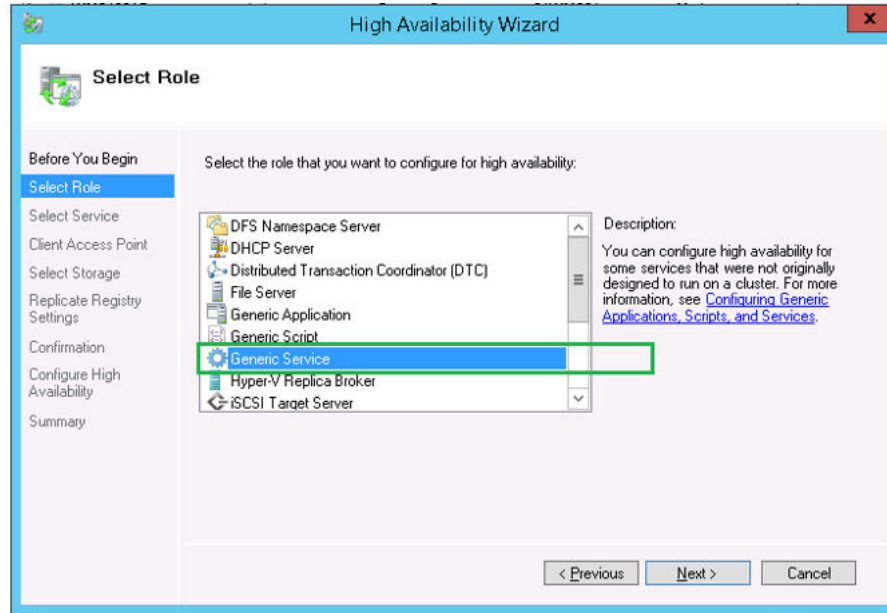 High Availability Wizard
x
Select Role
Before You Begin
Select Role
Select Service
Client Access Point
Select Storage
Replicate Registry
Settings
Confirmation
Configure High
Availability
Summary
Select the role that you want to configure for high availability:
DFS Namespace Server
DHCP Server
Distributed Transaction Coordinator (DTC)
File Server
Generic Application
Generic Script
Generic Service
Hyper-V Replica Broker
iSCSI Target Server
Description:
You can configure high availability for
some services that were not originally
designed to run on a cluster. For more
information, see Configuring Generic
Applications, Scripts, and Services.
< Previous
Next >
Cancel